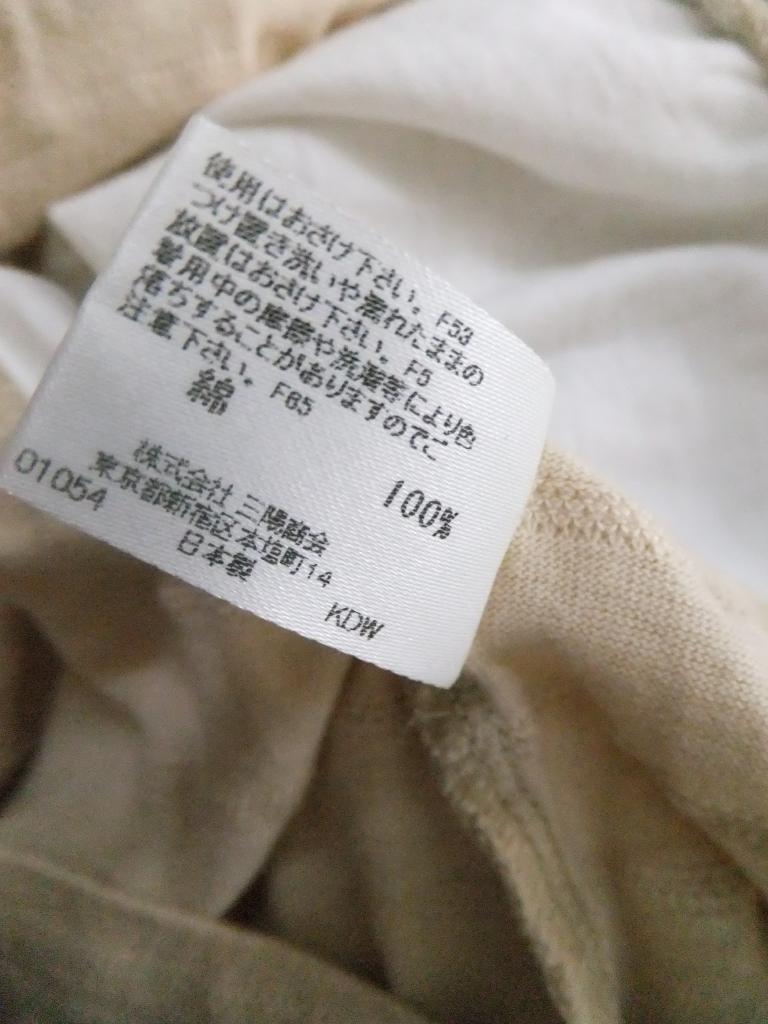 使用はおさけ下さい。F53
つけ置き洗いや濡れたままの
放置はおさけ下さい。F5
着用中の摩擦や洗濯等により色
落ちすることがありますのでご
注意下さい。F65
綿 100%
株式会社 三陽商会
東京都新宿区本塩町14
01054
日本製
KDW